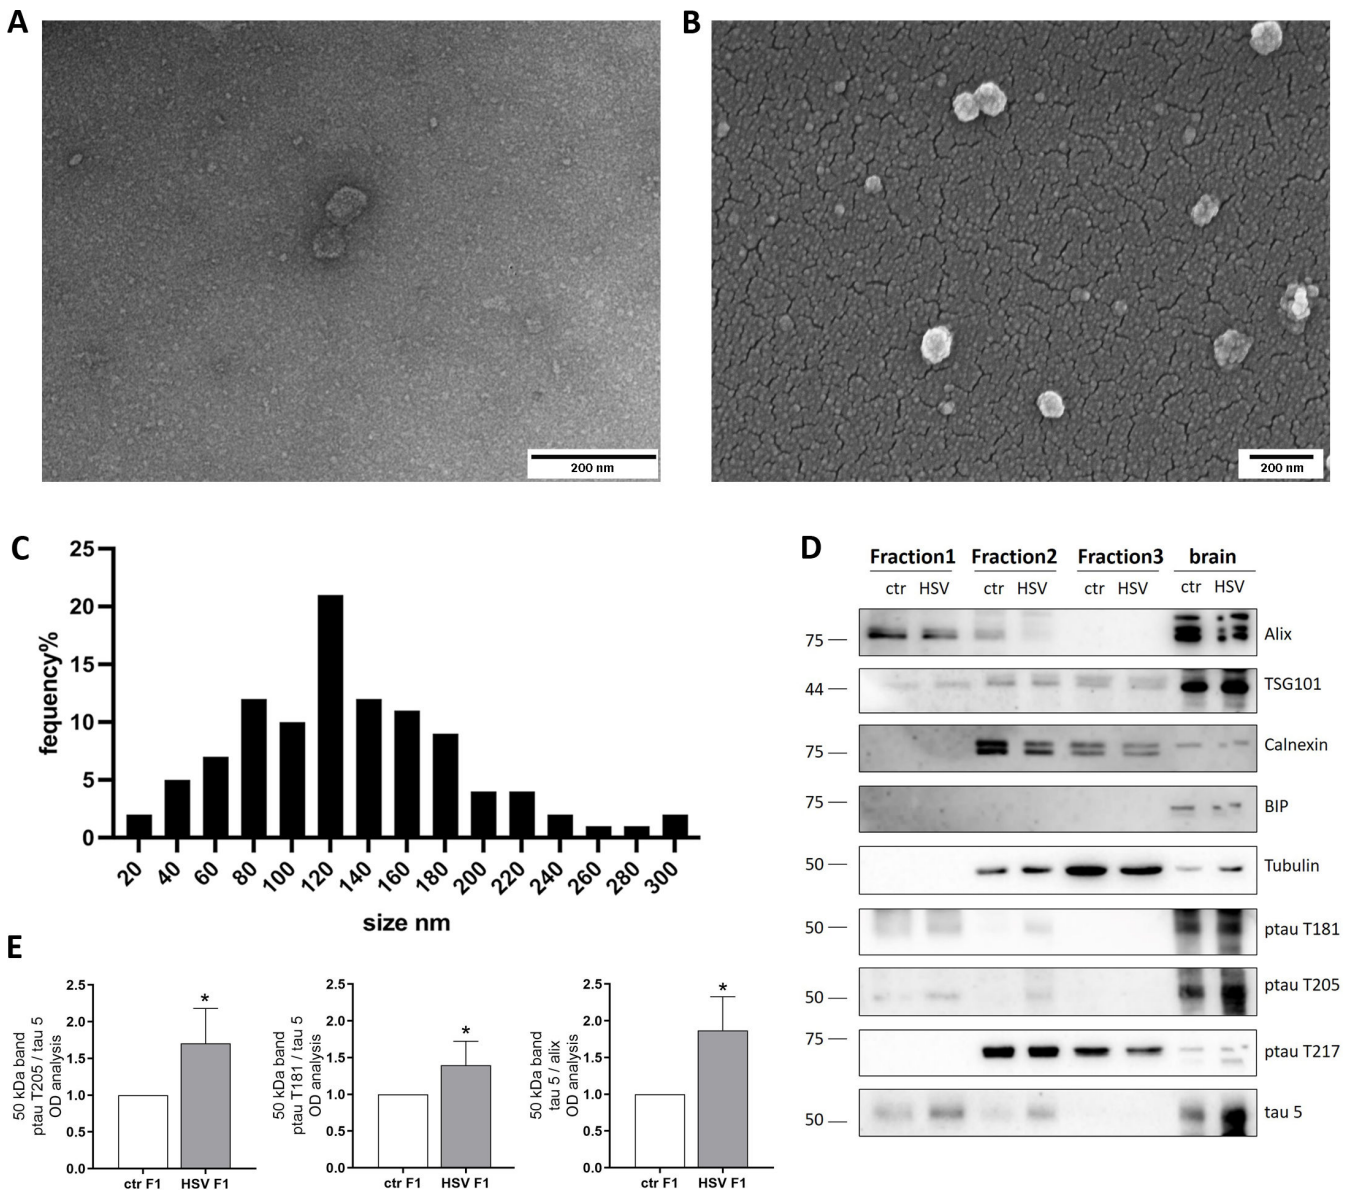 A
200 nm
B
200 nm
C
25
20
15
10
5
0
fequency%
20 40 60 80 100 120 140 160 180 200 220 240 260 280 300
size nm
D
Fraction1 Fraction2 Fraction3 brain
ctr HSV ctr HSV ctr HSV ctr HSV
75 Alix
44 TSG101
75 Calnexin
75 BIP
50 Tubulin
50 ptau T181
50 ptau T205
75 ptau T217
50 tau 5
E
50 kDa band
ptau T205 / tau 5
OD analysis
2.5
2.0
1.5
1.0
0.5
0.0
*
ctr F1 HSV F1
50 kDa band
ptau T181 / tau 5
OD analysis
2.5
2.0
1.5
1.0
0.5
0.0
*
ctr F1 HSV F1
50 kDa band
tau 5 / alix
OD analysis
2.5
2.0
1.5
1.0
0.5
0.0
*
ctr F1 HSV F1